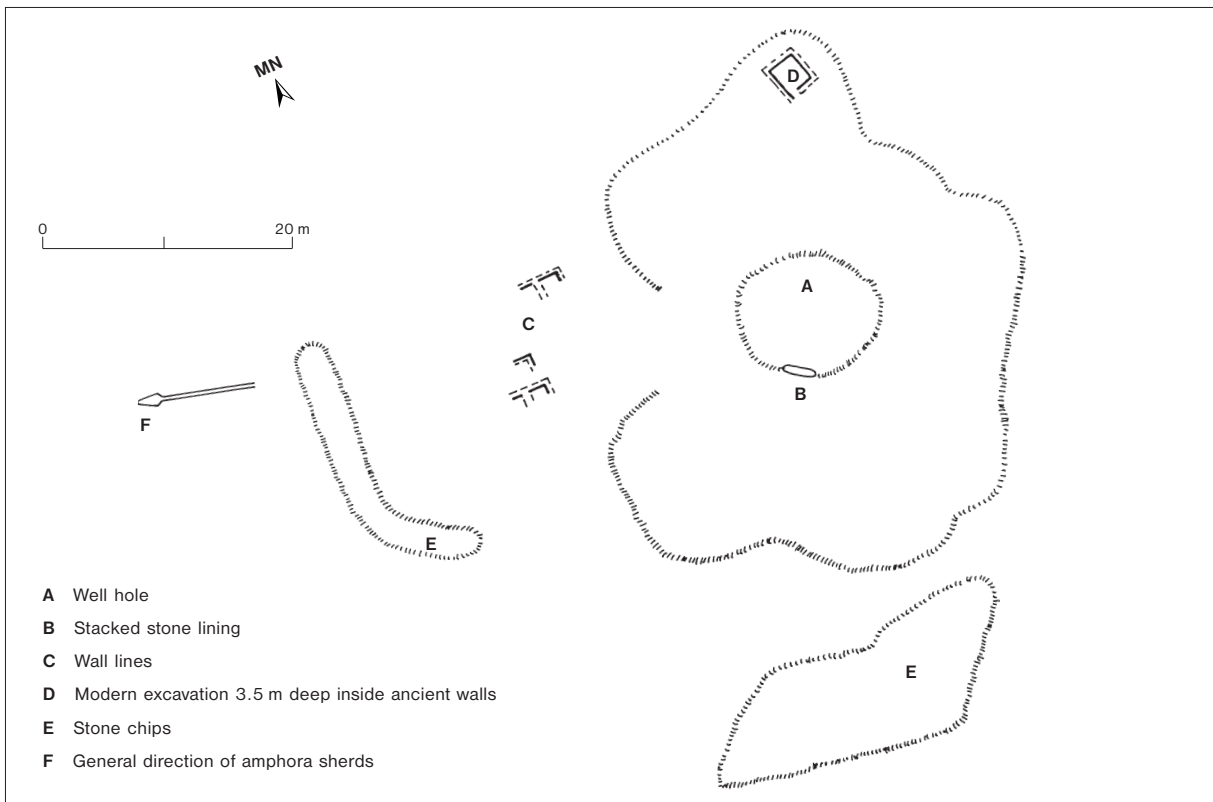 MN
D
0 20 m
A
C
B
F
E
E
A Well hole
B Stacked stone lining
C Wall lines
D Modern excavation 3.5 m deep inside ancient walls
E Stone chips
F General direction of amphora sherds